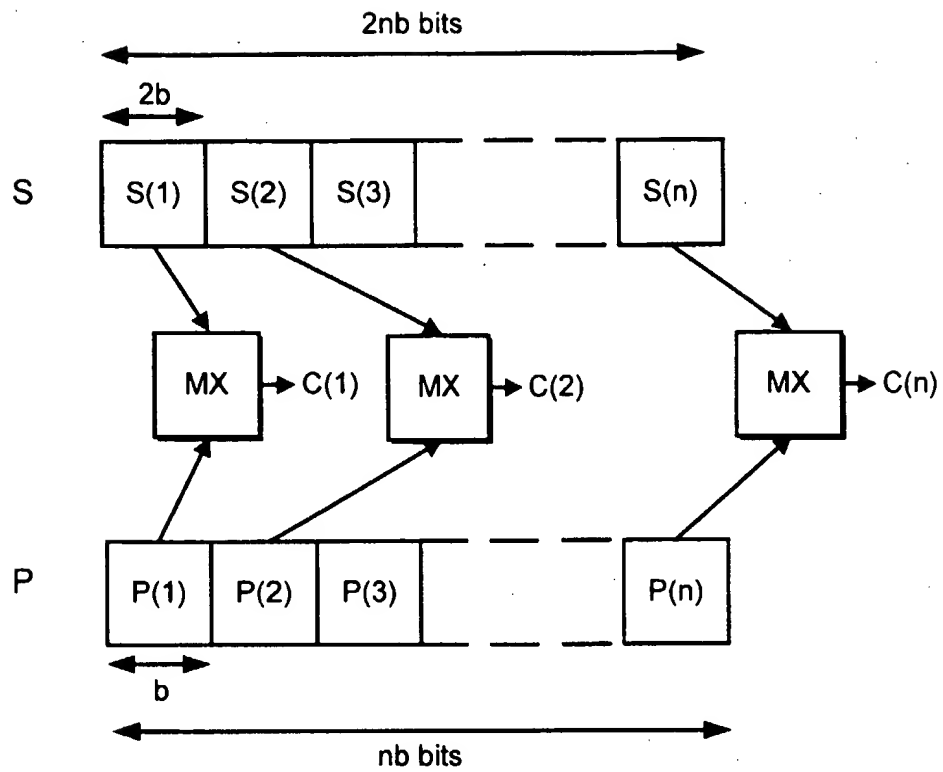 2nb bits
2b
S
S(1) S(2) S(3) S(n)
MX C(1) MX C(2) MX C(n)
P
P(1) P(2) P(3) P(n)
b
nb bits